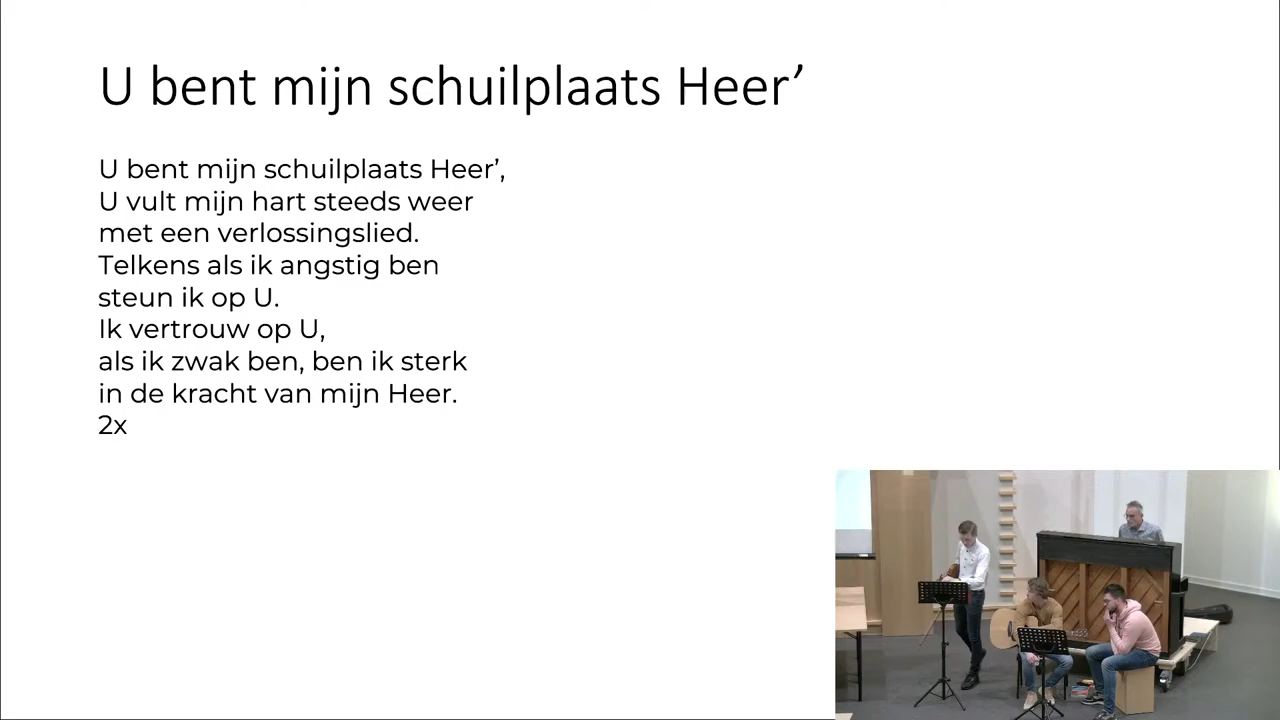 U bent mijn schuilplaats Heer’
U bent mijn schuilplaats Heer’,
U vult mijn hart steeds weer
met een verlossingslied.
Telkens als ik angstig ben
steun ik op U.
Ik vertrouw op U,
als ik zwak ben, ben ik sterk
in de kracht van mijn Heer.
2x